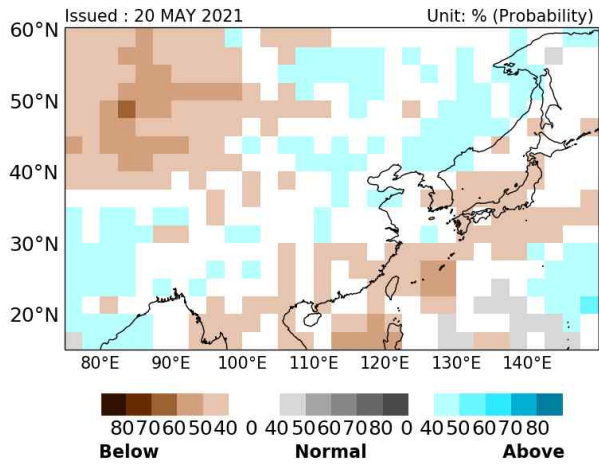 Issued : 20 MAY 2021 Unit: % (Probability)
60°N
50°N
40°N
30°N
20°N
80°E 90°E 100°E 110°E 120°E 130°E 140°E
80 70 60 50 40 0 40 50 60 70 80 0 40 50 60 70 80
Below Normal Above